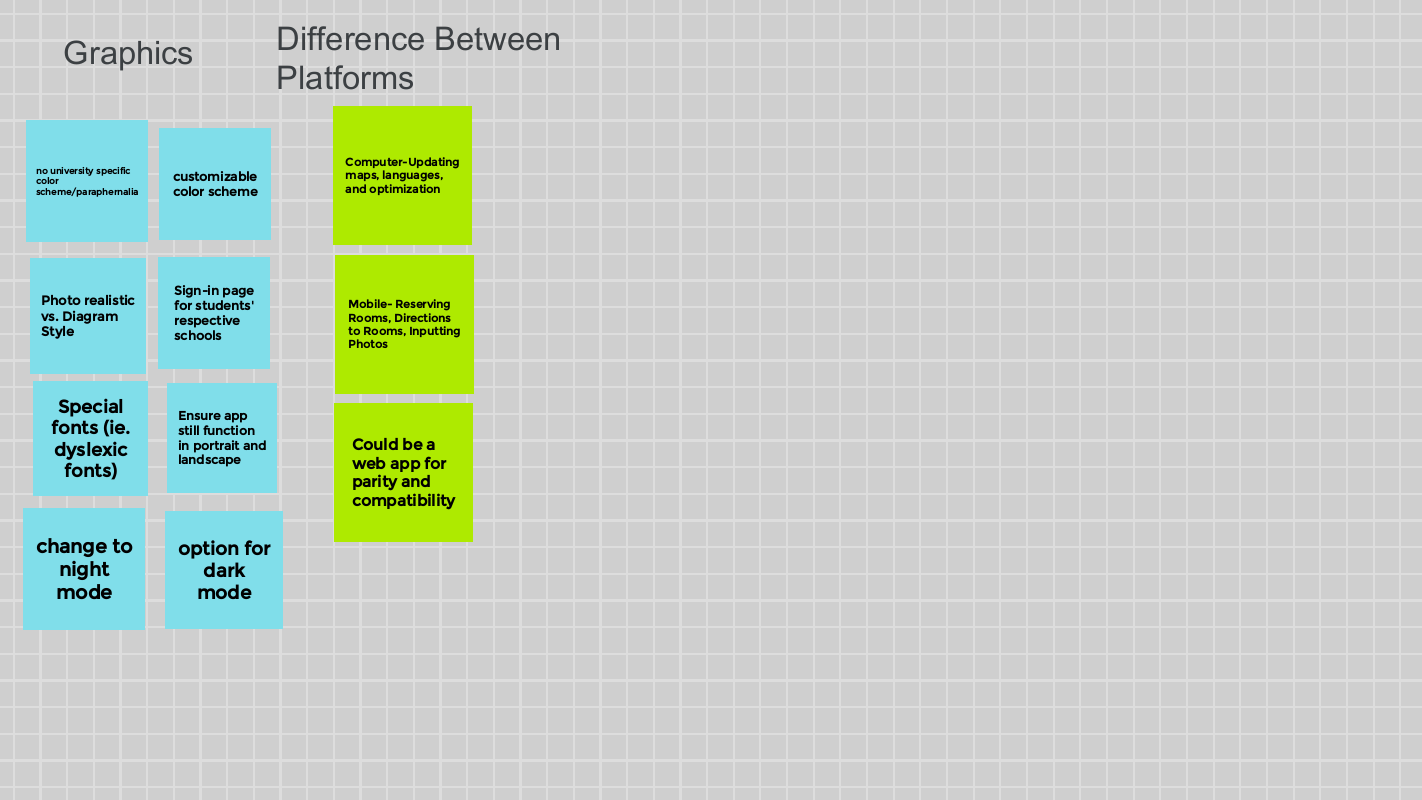 Graphics
Difference Between
Platforms
no university specific
color
scheme/paraphernalia
customizable
color scheme
Photo realistic
vs. Diagram
Style
Sign-in page
for students'
respective
schools
Special
fonts (ie.
dyslexic
fonts)
Ensure app
still function
in portrait and
landscape
change to
night
mode
option for
dark
mode
Computer-Updating
maps, languages,
and optimization
Mobile- Reserving
Rooms, Directions
to Rooms, Inputting
Photos
Could be a
web app for
parity and
compatibility